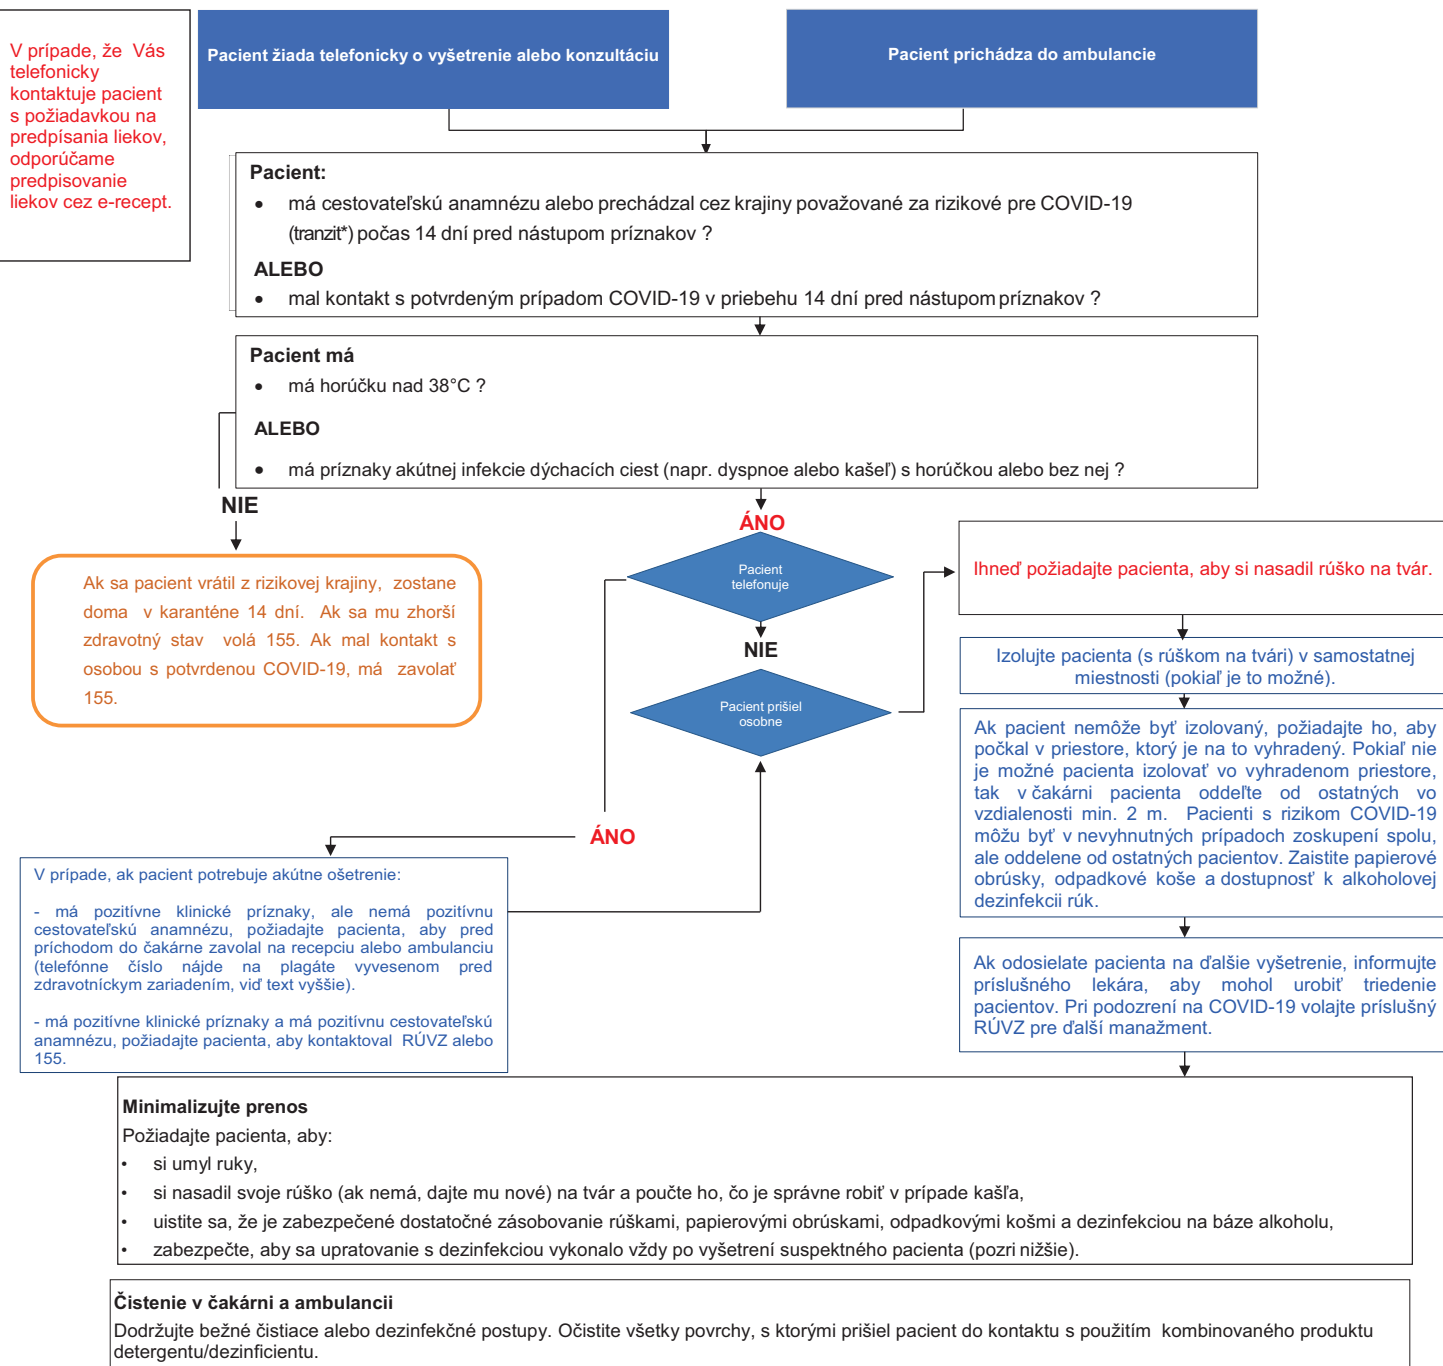 V prípade, že Vás
telefonicky
kontaktuje pacient
s požiadavkou na
predpísania liekov,
odporúčame
predpisovanie
liekov cez e-recept.
Pacient žiada telefonicky o vyšetrenie alebo konzultáciu
Pacient prichádza do ambulancie
Pacient:
• má cestovateľskú anamnézu alebo prechádzal cez krajiny považované za rizikové pre COVID-19
(tranzit*) počas 14 dní pred nástupom príznakov ?
ALEBO
• mal kontakt s potvrdeným prípadom COVID-19 v priebehu 14 dní pred nástupom príznakov ?
Pacient má
• má horúčku nad 38°C ?
ALEBO
• má príznaky akútnej infekcie dýchacích ciest (napr. dyspnoe alebo kašeľ) s horúčkou alebo bez nej ?
NIE
Ak sa pacient vrátil z rizikovej krajiny, zostane
doma v karanténe 14 dní. Ak sa mu zhorší
zdravotný stav volá 155. Ak mal kontakt s
osobou s potvrdenou COVID-19, má zavolať
155.
ÁNO
Pacient
telefonuje
NIE
Pacient prišiel
osobne
ÁNO
V prípade, ak pacient potrebuje akútne ošetrenie:
- má pozitívne klinické príznaky, ale nemá pozitívnu
cestovateľskú anamnézu, požiadajte pacienta, aby pred
príchodom do čakárne zavolal na recepciu alebo ambulanciu
(telefónne číslo nájde na plagáte vyvesenom pred
zdravotníckym zariadením, viď text vyššie).
- má pozitívne klinické príznaky a má pozitívnu cestovateľskú
anamnézu, požiadajte pacienta, aby kontaktoval RÚVZ alebo
155.
Ihneď požiadajte pacienta, aby si nasadil rúško na tvár.
Izolujte pacienta (s rúškom na tvári) v samostatnej
miestnosti (pokiaľ je to možné).
Ak pacient nemôže byť izolovaný, požiadajte ho, aby
počkal v priestore, ktorý je na to vyhradený. Pokiaľ nie
je možné pacienta izolovať vo vyhradenom priestore,
tak v čakárni pacienta oddeľte od ostatných vo
vzdialenosti min. 2 m. Pacienti s rizikom COVID-19
môžu byť v nevyhnutných prípadoch zoskupení spolu,
ale oddelene od ostatných pacientov. Zaistite papierové
obrúsky, odpadkové koše a dostupnosť k alkoholovej
dezinfekcii rúk.
Ak odosielate pacienta na ďalšie vyšetrenie, informujte
príslušného lekára, aby mohol urobiť triedenie
pacientov. Pri podozrení na COVID-19 volajte príslušný
RÚVZ pre ďalší manažment.
Minimalizujte prenos
Požiadajte pacienta, aby:
• si umyl ruky,
• si nasadil svoje rúško (ak nemá, dajte mu nové) na tvár a poučte ho, čo je správne robiť v prípade kašľa,
• uistite sa, že je zabezpečené dostatočné zásobovanie rúškami, papierovými obrúskami, odpadkovými košmi a dezinfekciou na báze alkoholu,
• zabezpečte, aby sa upratovanie s dezinfekciou vykonalo vždy po vyšetrení suspektného pacienta (pozri nižšie).
Čistenie v čakárni a ambulancii
Dodržujte bežné čistiace alebo dezinfekčné postupy. Očistite všetky povrchy, s ktorými prišiel pacient do kontaktu s použitím kombinovaného produktu
detergentu/dezinficientu.